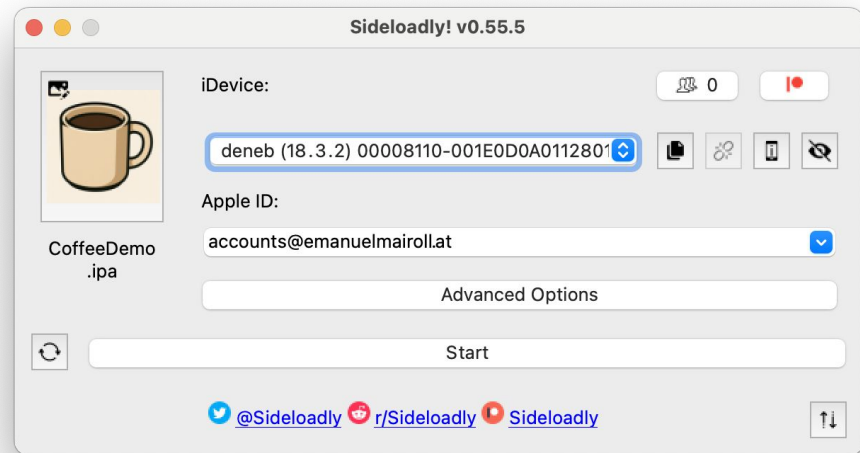 Sideloadly! v0.55.5
iDevice:
0
deneb (18.3.2) 00008110-001E0D0A0112801
Apple ID:
CoffeeDemo
.ipa
accounts@emanuelmairoll.at
Advanced Options
Start
@Sideloadly r/Sideloadly Sideloadly